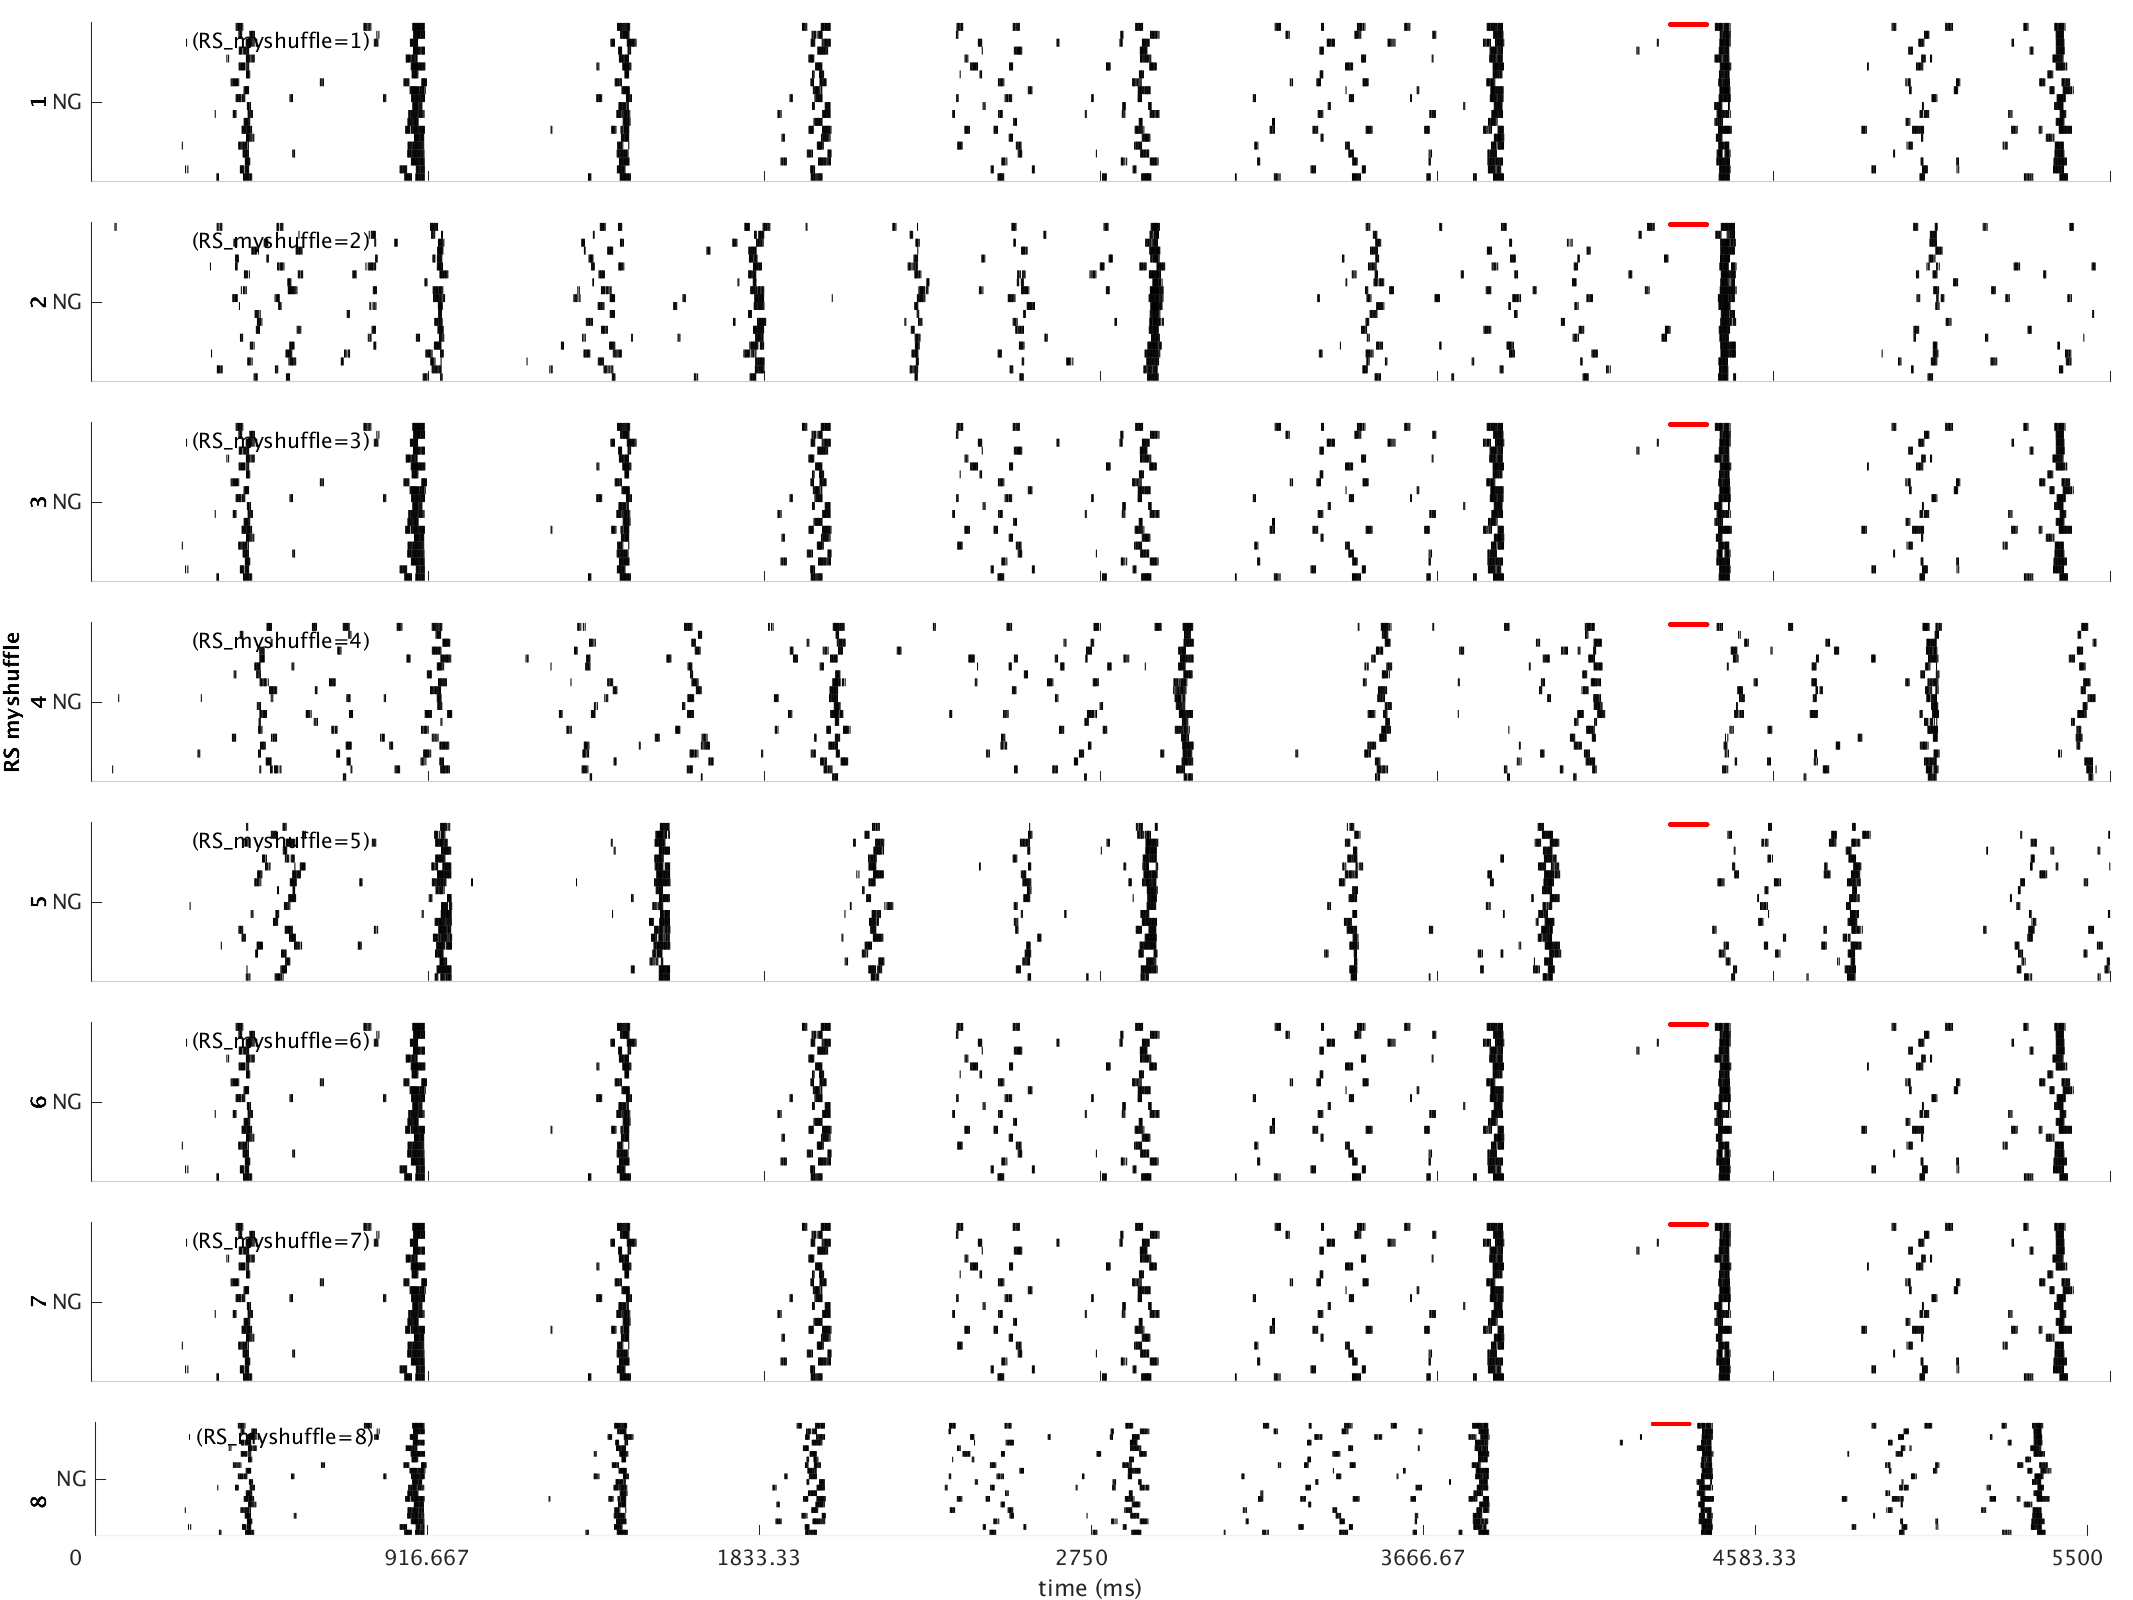 (RS_myshuffle=1)
1 NG
(RS_myshuffle=2)
2 NG
(RS_myshuffle=3)
3 NG
RS myshuffle
(RS_myshuffle=4)
4 NG
(RS_myshuffle=5)
5 NG
(RS_myshuffle=6)
6 NG
(RS_myshuffle=7)
7 NG
(RS_myshuffle=8)
8 NG
0 916.667 1833.33 2750 3666.67 4583.33 5500
time (ms)